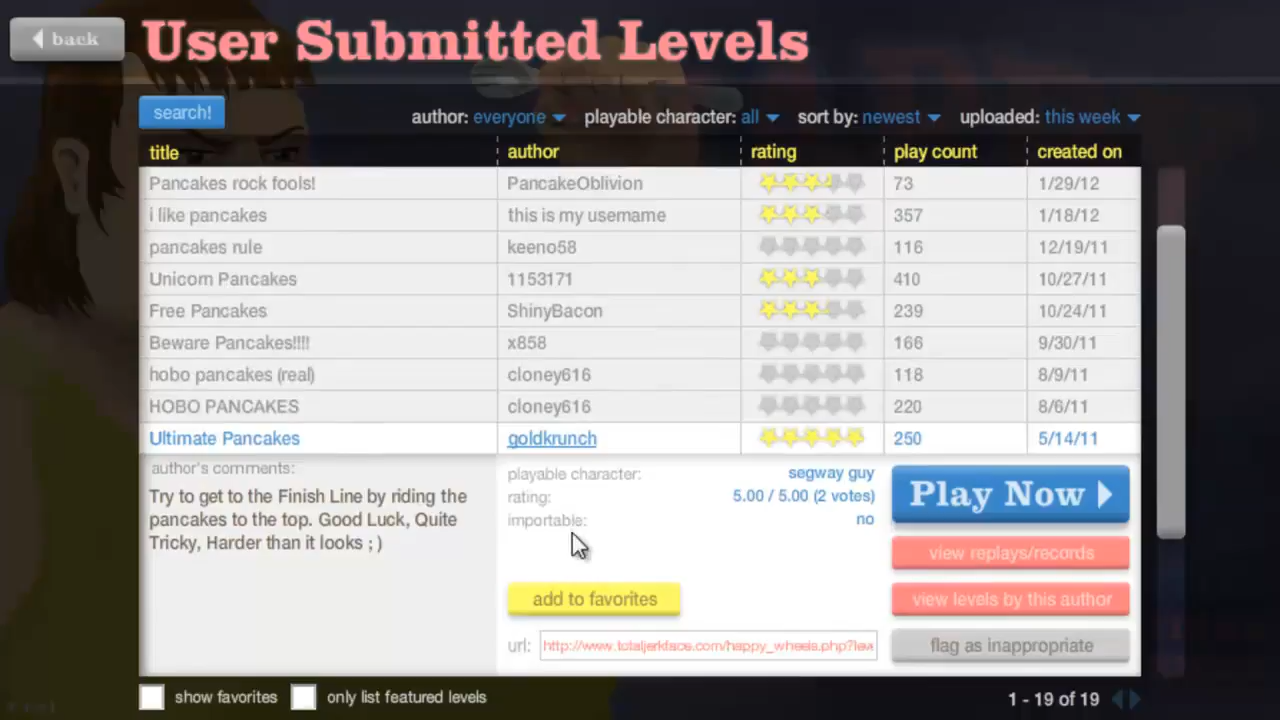 back
User Submitted Levels
search!
author: everyone playable character: all sort by: newest uploaded: this week
title author rating play count created on
Pancakes rock fools! PancakeOblivion 73 1/29/12
i like pancakes this is my username 357 1/18/12
pancakes rule keeno58 116 12/19/11
Unicorn Pancakes 1153171 410 10/27/11
Free Pancakes ShinyBacon 239 10/24/11
Beware Pancakes!!!! x858 166 9/30/11
hobo pancakes (real) cloney616 118 8/9/11
HOBO PANCAKES cloney616 220 8/6/11
Ultimate Pancakes goldkrunch 250 5/14/11
author's comments:
Try to get to the Finish Line by riding the
pancakes to the top. Good Luck, Quite
Tricky, Harder than it looks ; )
playable character: segway guy
rating: 5.00 / 5.00 (2 votes)
importable: no
add to favorites
url: http://www.totaljerkface.com/happy_wheels.php?leve
Play Now
view replays/records
view levels by this author
flag as inappropriate
show favorites only list featured levels 1 - 19 of 19